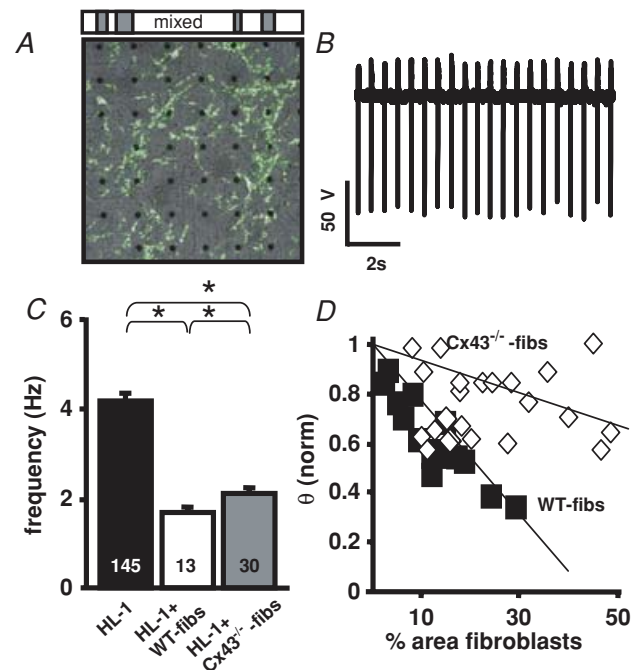 A
mixed
B
50 V
2s
C
*
* *
6
4
2
0
frequency (Hz)
145
13
30
HL-1
HL-1+
WT-fibs
HL-1+
Cx43-/- -fibs
D
1
0.8
0.6
0.4
0.2
0
θ (norm)
Cx43-/- -fibs
WT-fibs
10
30
50
% area fibroblasts